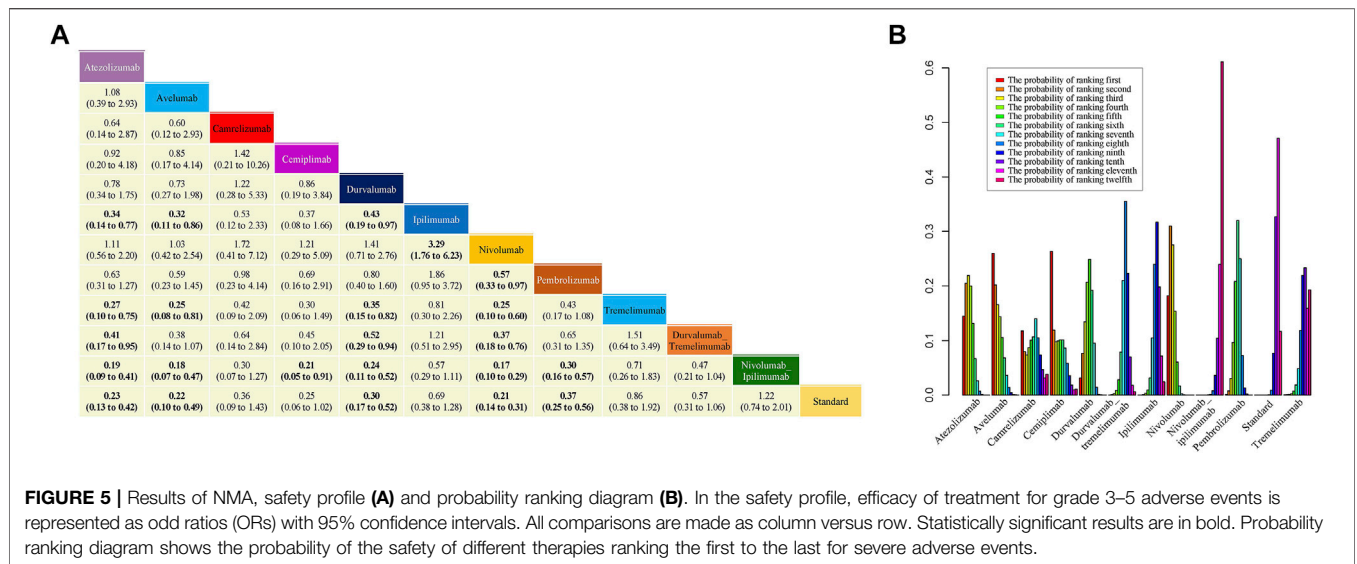 A
Atezolizumab
1.08
(0.39 to 2.93)
Avelumab
0.64
(0.14 to 2.87)
0.60
(0.12 to 2.93)
Camrelizumab
0.92
(0.20 to 4.18)
0.85
(0.17 to 4.14)
1.42
(0.21 to 10.26)
Cemiplimab
0.78
(0.34 to 1.75)
0.73
(0.27 to 1.98)
1.22
(0.28 to 5.33)
0.86
(0.19 to 3.84)
Durvalumab
0.34
(0.14 to 0.77)
0.32
(0.11 to 0.86)
0.53
(0.12 to 2.33)
0.37
(0.08 to 1.66)
0.43
(0.19 to 0.97)
Ipilimumab
1.11
(0.56 to 2.20)
1.03
(0.42 to 2.54)
1.72
(0.41 to 7.12)
1.21
(0.29 to 5.09)
1.41
(0.71 to 2.76)
3.29
(1.76 to 6.23)
Nivolumab
0.63
(0.31 to 1.27)
0.59
(0.23 to 1.45)
0.98
(0.23 to 4.14)
0.69
(0.16 to 2.91)
0.80
(0.40 to 1.60)
1.86
(0.95 to 3.72)
0.57
(0.33 to 0.97)
Pembrolizumab
0.27
(0.10 to 0.75)
0.25
(0.08 to 0.81)
0.42
(0.09 to 2.09)
0.30
(0.06 to 1.49)
0.35
(0.15 to 0.82)
0.81
(0.30 to 2.26)
0.25
(0.10 to 0.60)
0.43
(0.17 to 1.08)
Tremelimumab
0.41
(0.17 to 0.95)
0.38
(0.14 to 1.07)
0.64
(0.14 to 2.84)
0.45
(0.10 to 2.05)
0.52
(0.29 to 0.94)
1.21
(0.51 to 2.95)
0.37
(0.18 to 0.76)
0.65
(0.31 to 1.35)
1.51
(0.64 to 3.49)
Durvalumab_
Tremelimumab
0.19
(0.09 to 0.41)
0.18
(0.07 to 0.47)
0.30
(0.07 to 1.27)
0.21
(0.05 to 0.91)
0.24
(0.11 to 0.52)
0.57
(0.29 to 1.11)
0.17
(0.10 to 0.29)
0.30
(0.16 to 0.57)
0.71
(0.26 to 1.83)
0.47
(0.21 to 1.04)
Nivolumab_
Ipilimumab
0.23
(0.13 to 0.42)
0.22
(0.10 to 0.49)
0.36
(0.09 to 1.43)
0.25
(0.06 to 1.02)
0.30
(0.17 to 0.52)
0.69
(0.38 to 1.28)
0.21
(0.14 to 0.31)
0.37
(0.25 to 0.56)
0.86
(0.38 to 1.92)
0.57
(0.31 to 1.06)
1.22
(0.74 to 2.01)
Standard
B
0.6
0.5
0.4
0.3
0.2
0.1
0.0
The probability of ranking first
The probability of ranking second
The probability of ranking third
The probability of ranking fourth
The probability of ranking fifth
The probability of ranking sixth
The probability of ranking seventh
The probability of ranking eighth
The probability of ranking ninth
The probability of ranking tenth
The probability of ranking eleventh
The probability of ranking twelfth
Atezolizumab
Avelumab
Camrelizumab
Cemiplimab
Durvalumab
Durvalumab_
tremelimumab
Ipilimumab
Nivolumab
Nivolumab_
ipilimumab
Pembrolizumab
Standard
Tremelimumab
FIGURE 5 | Results of NMA, safety profile (A) and probability ranking diagram (B). In the safety profile, efficacy of treatment for grade 3–5 adverse events is
represented as odd ratios (ORs) with 95% confidence intervals. All comparisons are made as column versus row. Statistically significant results are in bold. Probability
ranking diagram shows the probability of the safety of different therapies ranking the first to the last for severe adverse events.